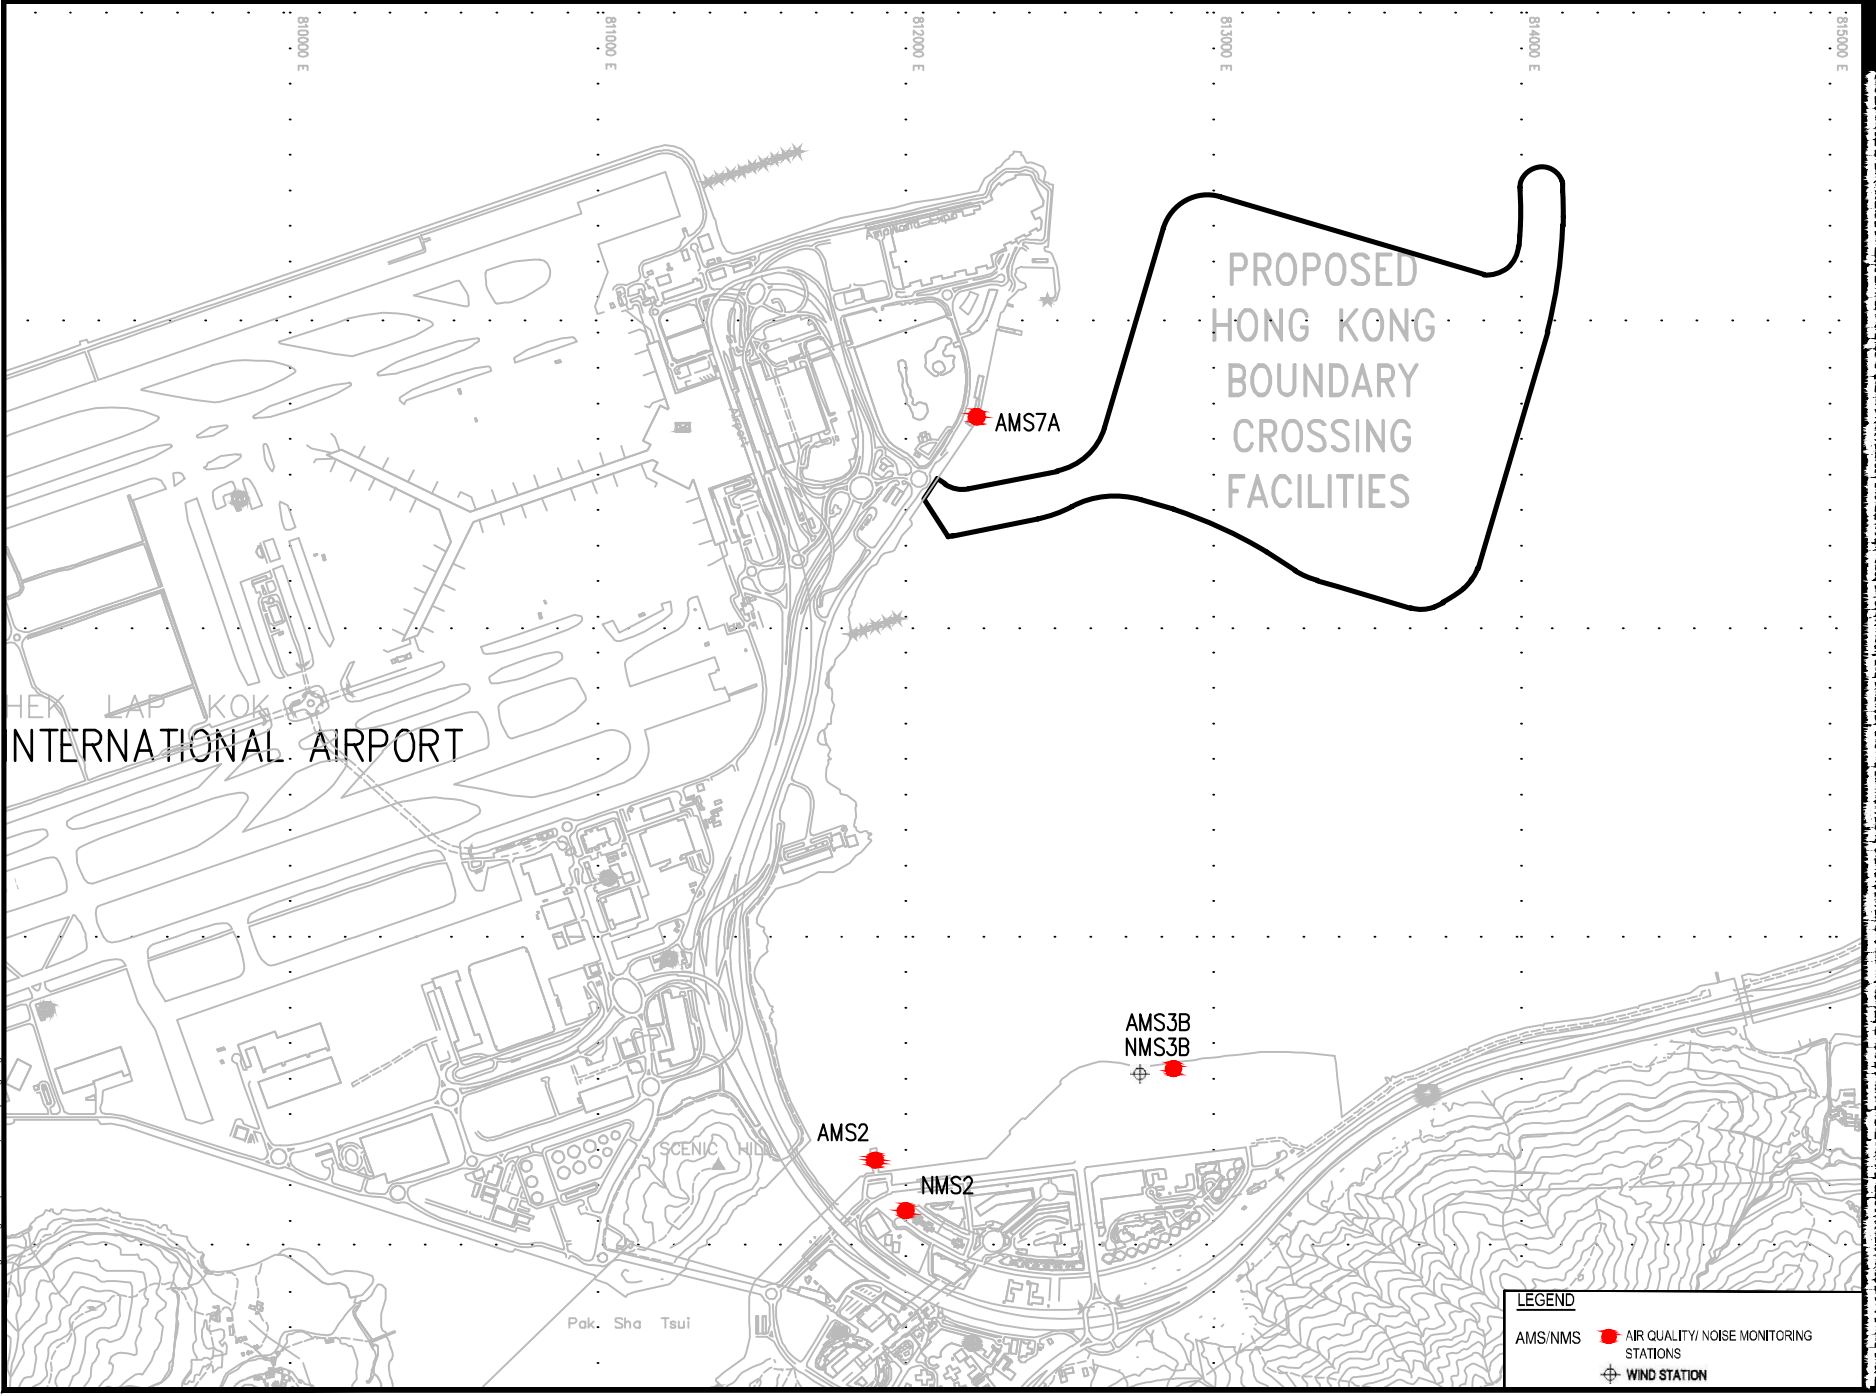 810000 E
811000 E
812000 E
813000 E
814000 E
815000 E
PROPOSED
HONG KONG
BOUNDARY
CROSSING
FACILITIES
Airport
AMS7A
HEK LAP KOK
INTERNATIONAL AIRPORT
AMS3B
NMS3B
AMS2
SCENIC HILL
NMS2
Pak Sha Tsui
LEGEND
AMS/NMS
AIR QUALITY/ NOISE MONITORING
STATIONS
WIND STATION